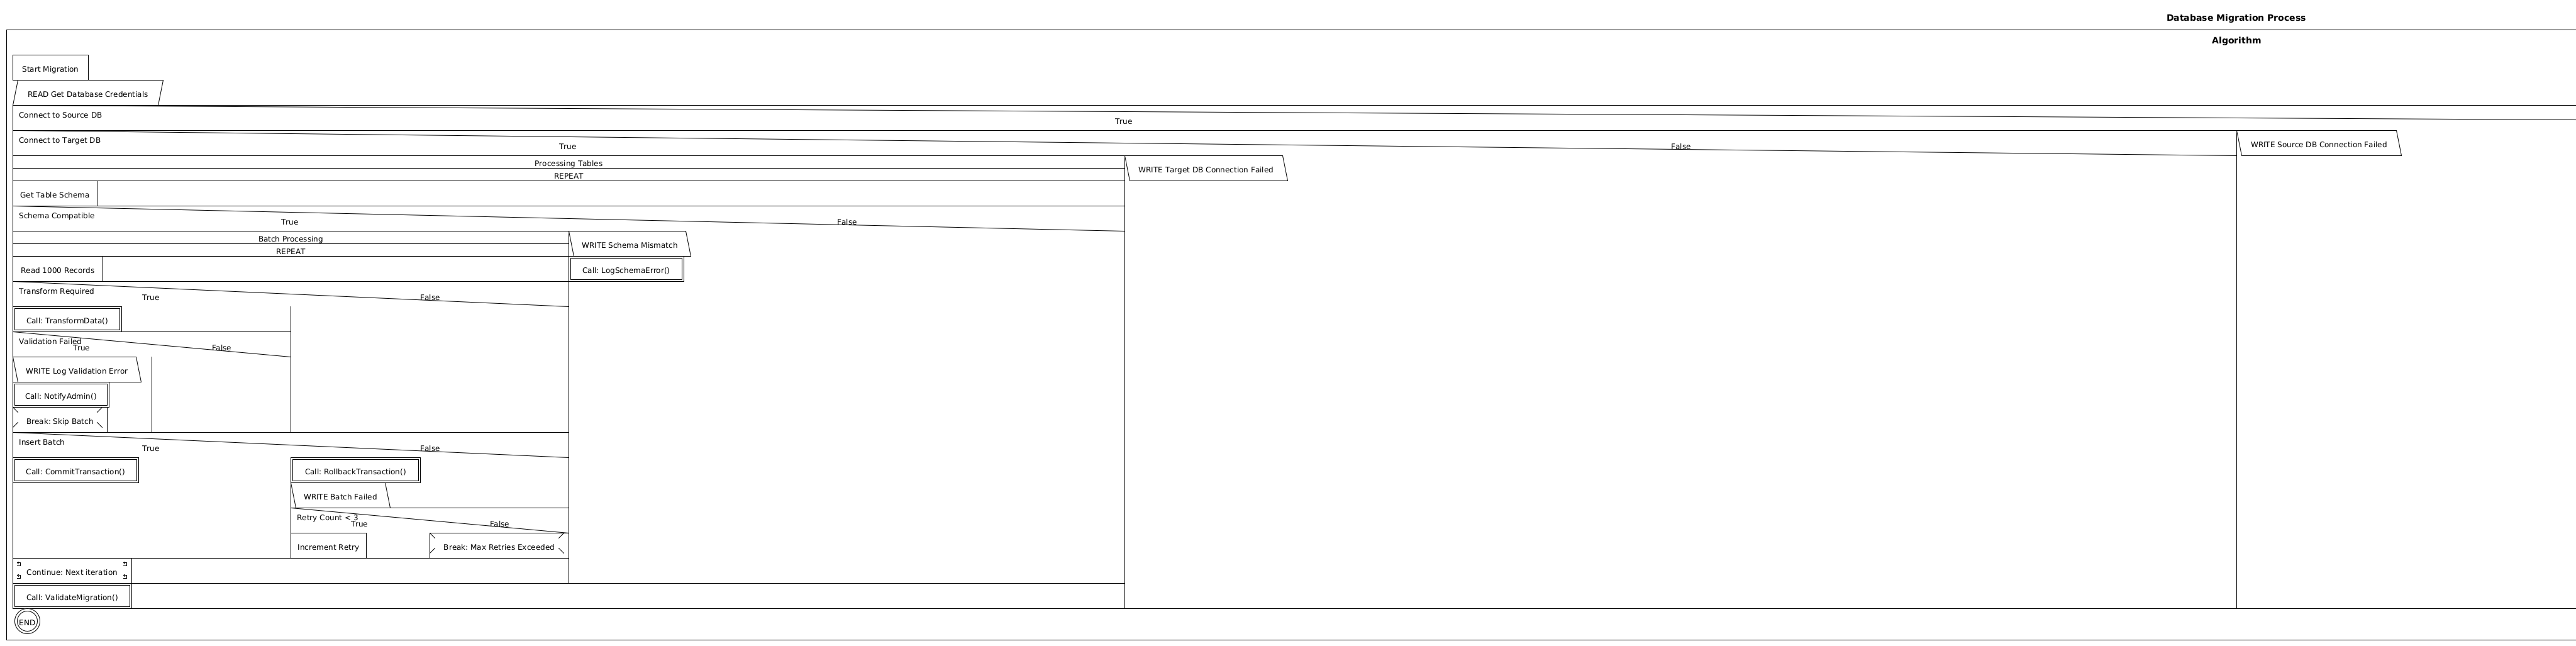 Database Migration Process
Algorithm
Start Migration
READ Get Database Credentials
Connect to Source DB
True
Connect to Target DB
True
False
WRITE Source DB Connection Failed
Processing Tables
WRITE Target DB Connection Failed
REPEAT
Get Table Schema
Schema Compatible
True
False
Batch Processing
WRITE Schema Mismatch
REPEAT
Read 1000 Records
Call: LogSchemaError()
Transform Required
True
False
Call: TransformData()
Validation Failed
True
False
WRITE Log Validation Error
Call: NotifyAdmin()
Break: Skip Batch
Insert Batch
True
False
Call: CommitTransaction()
Call: RollbackTransaction()
WRITE Batch Failed
Retry Count < 3
True
False
Increment Retry
Break: Max Retries Exceeded
Continue: Next iteration
Call: ValidateMigration()
END